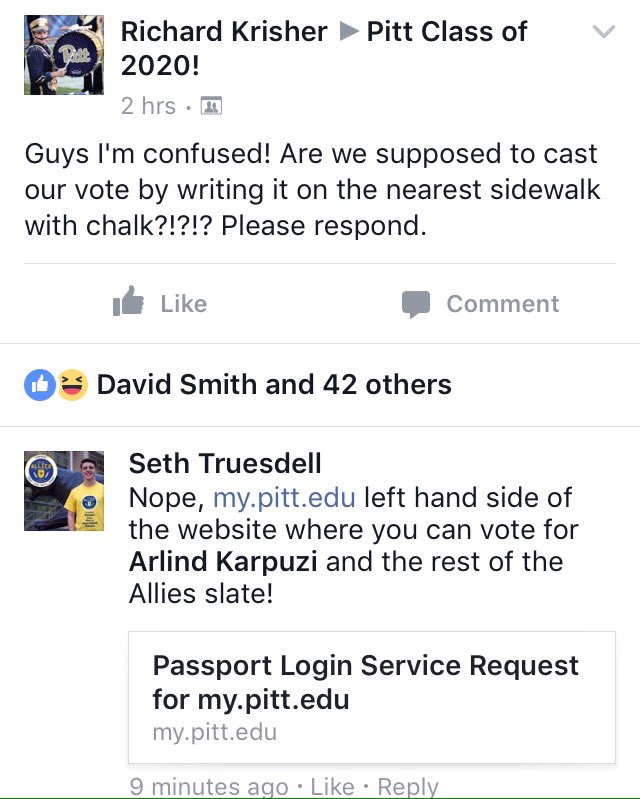 Richard Krisher ▶ Pitt Class of
2020!
2 hrs ·
Guys I'm confused! Are we supposed to cast
our vote by writing it on the nearest sidewalk
with chalk?!?!? Please respond.
Like Comment
David Smith and 42 others
Seth Truesdell
Nope, my.pitt.edu left hand side of
the website where you can vote for
Arlind Karpuzi and the rest of the
Allies slate!
Passport Login Service Request
for my.pitt.edu
my.pitt.edu
9 minutes ago · Like · Reply
Pitt
ALLIES